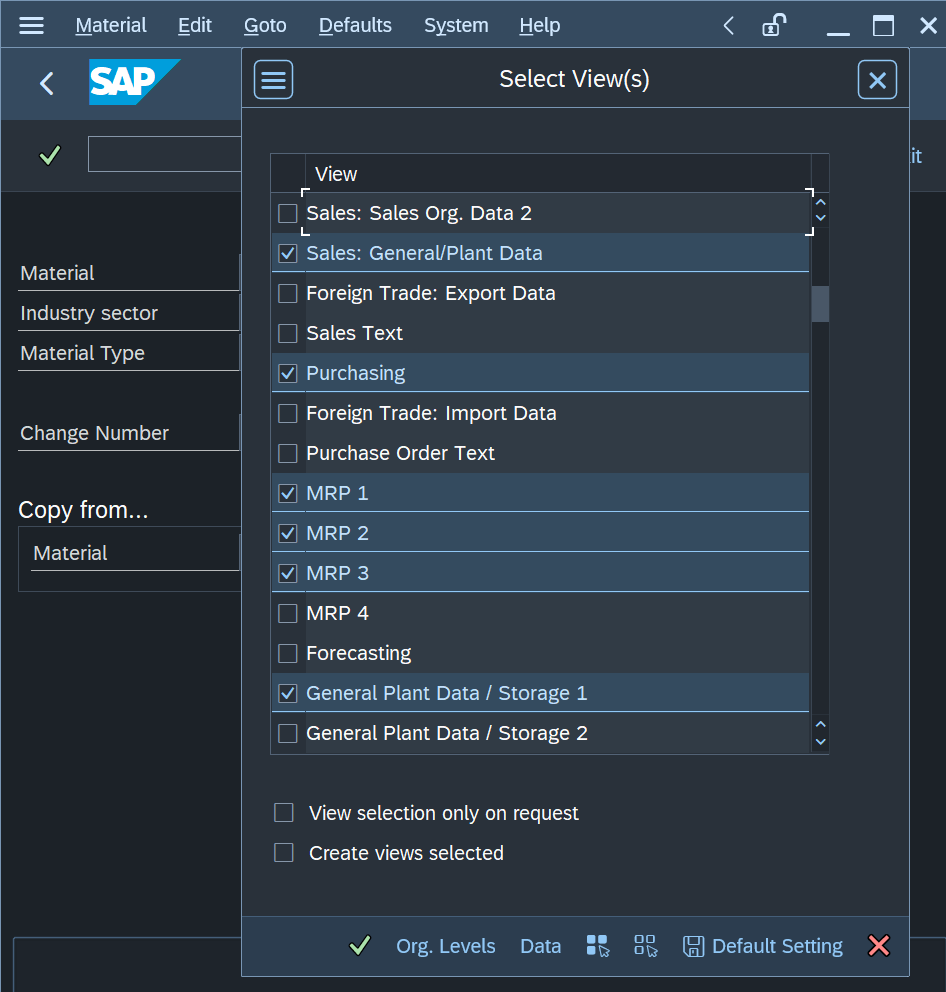 Material Edit Goto Defaults System Help
SAP
Select View(s)
it
View
Sales: Sales Org. Data 2
Sales: General/Plant Data
Foreign Trade: Export Data
Sales Text
Purchasing
Foreign Trade: Import Data
Purchase Order Text
MRP 1
MRP 2
MRP 3
MRP 4
Forecasting
General Plant Data / Storage 1
General Plant Data / Storage 2
View selection only on request
Create views selected
Org. Levels Data Default Setting
Material
Industry sector
Material Type
Change Number
Copy from...
Material